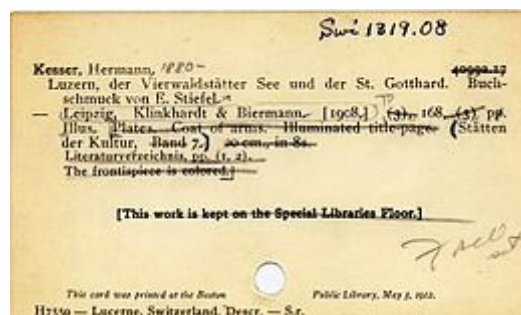 Swi 1319.08
Kesser, Hermann, 1880- 40992.17
Luzern, der Vierwaldstätter See und der St. Gotthard. Buch-
schmuck von E. Stiefel.
— Leipzig, Klinkhardt & Biermann. [1908.] (3), 168, (3) pp.
Illus. Plates. Coat of arms. Illuminated title-page. (Stätten
der Kultur, Band 7.) 20 cm., in 8s.
Literaturverzeichnis, pp. (1, 2).
The frontispiece is colored.]
[This work is kept on the Special Libraries Floor.]
This card was printed at the Boston Public Library, May 3, 1912.
H7350 — Lucerne, Switzerland, Descr. — S.r.